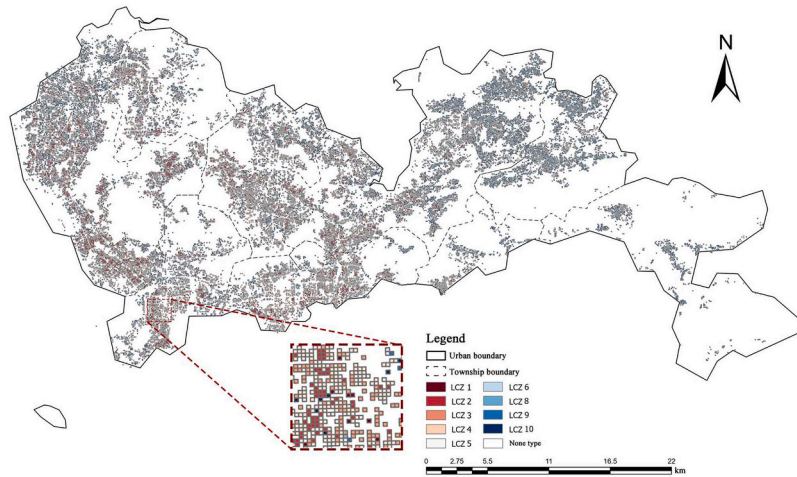 N
Legend
Urban boundary
Township boundary
LCZ 1 LCZ 6
LCZ 2 LCZ 8
LCZ 3 LCZ 9
LCZ 4 LCZ 10
LCZ 5 None type
0 2.75 5.5 11 16.5 22
km